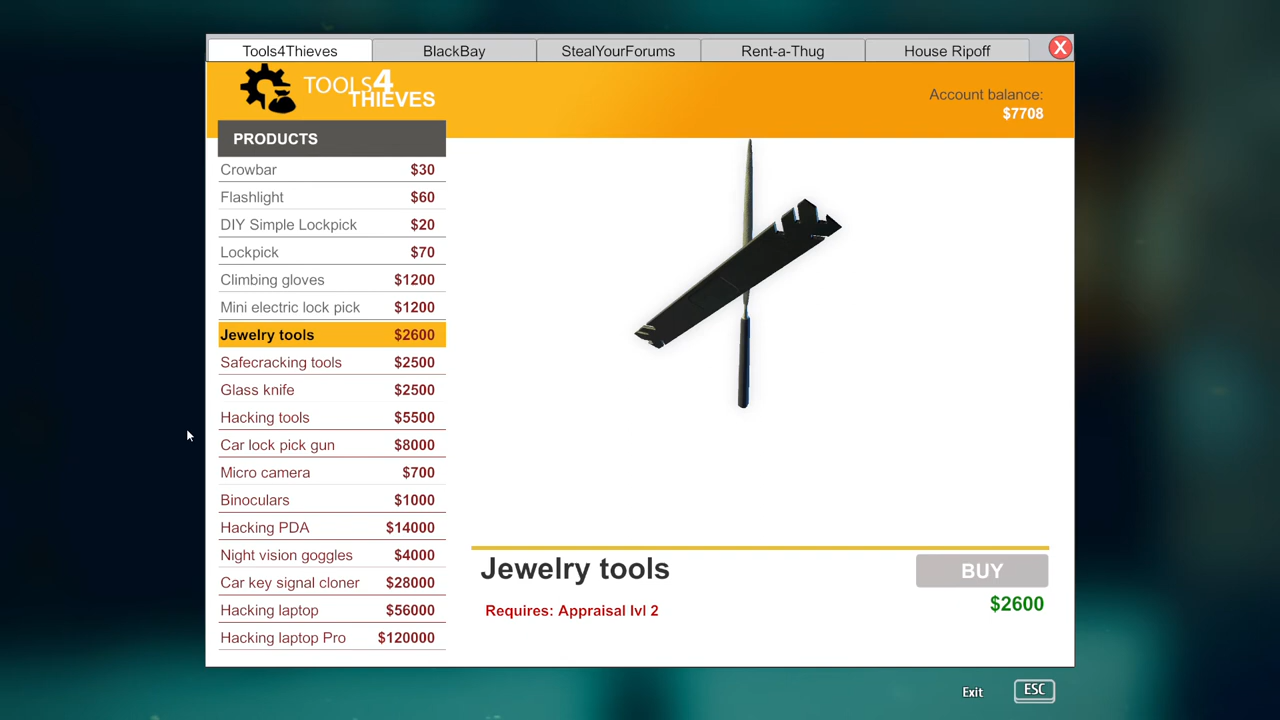 Tools4Thieves BlackBay StealYourForums Rent-a-Thug House Ripoff X
TOOLS4
THIEVES
Account balance:
$7708
PRODUCTS
Crowbar $30
Flashlight $60
DIY Simple Lockpick $20
Lockpick $70
Climbing gloves $1200
Mini electric lock pick $1200
Jewelry tools $2600
Safecracking tools $2500
Glass knife $2500
Hacking tools $5500
Car lock pick gun $8000
Micro camera $700
Binoculars $1000
Hacking PDA $14000
Night vision goggles $4000
Car key signal cloner $28000
Hacking laptop $56000
Hacking laptop Pro $120000
Jewelry tools
BUY
Requires: Appraisal lvl 2
$2600
Exit ESC